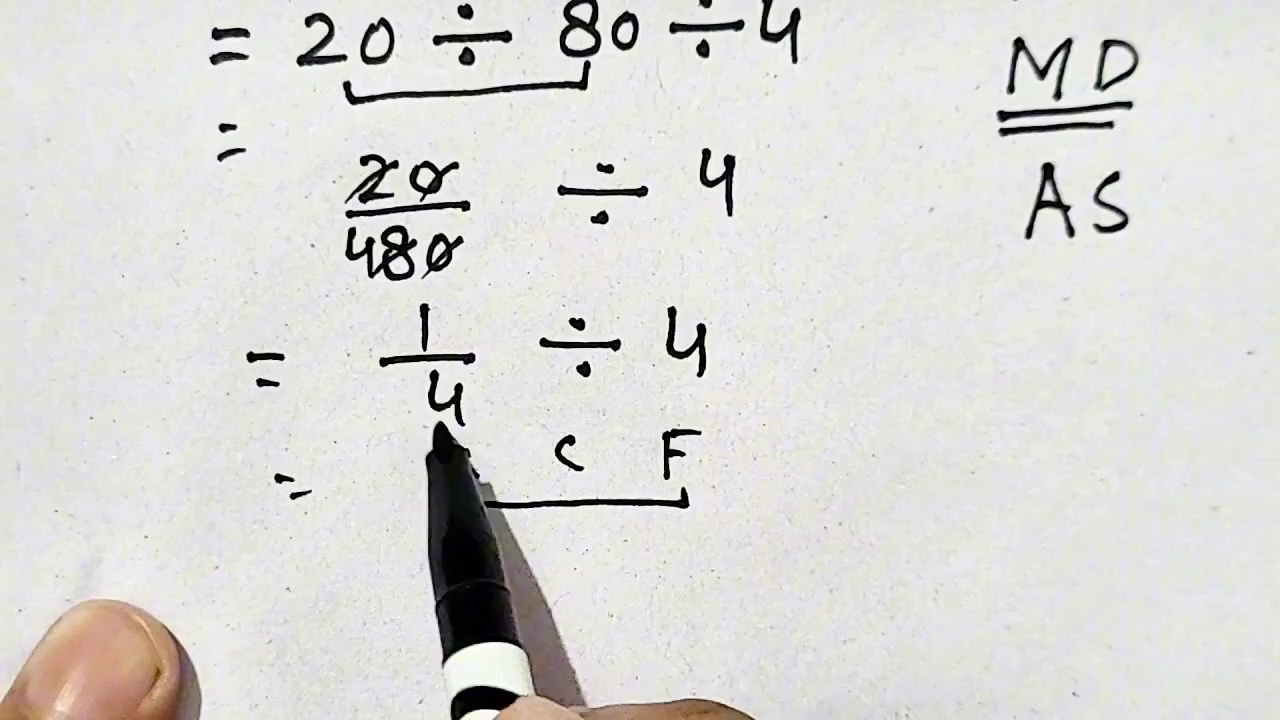 = 20 ÷ 80 ÷ 4
=
20/480 ÷ 4
= 1/4 ÷ 4
C F
=
MD
AS